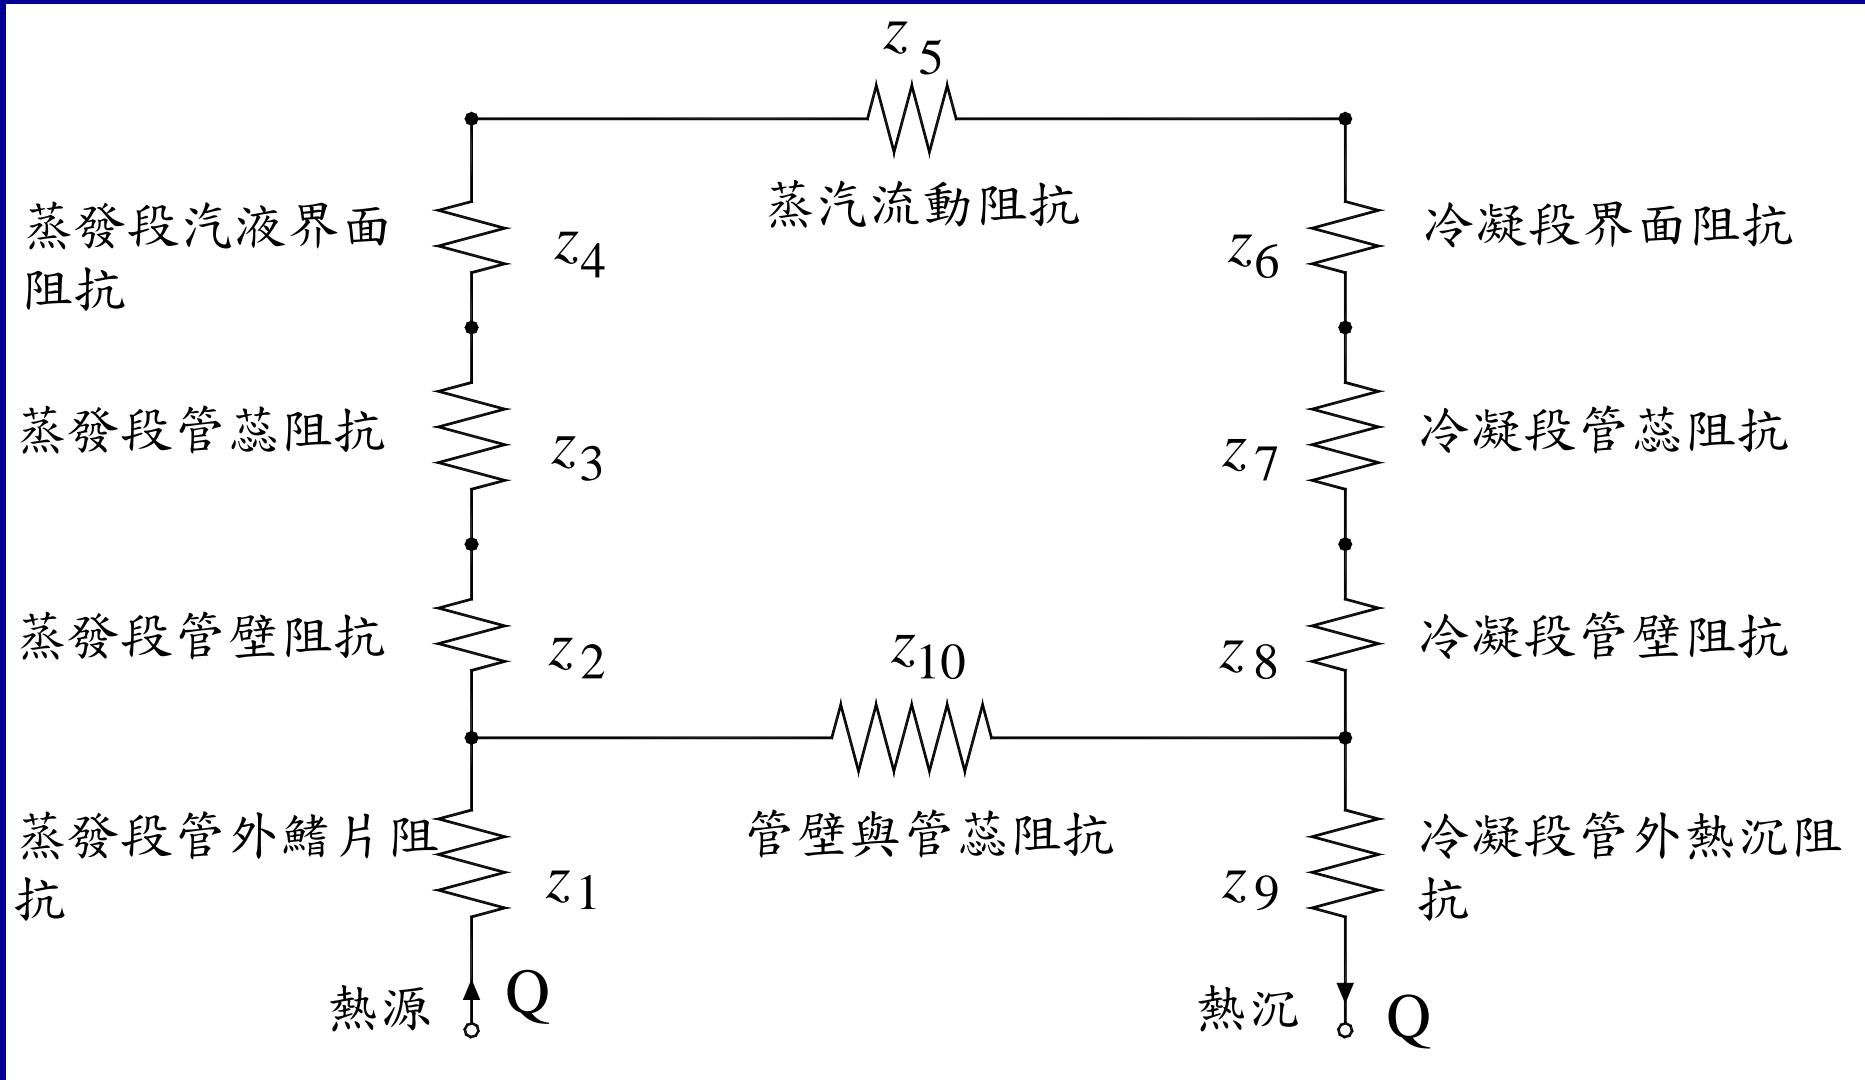 z5
蒸汽流動阻抗
蒸發段汽液界面
阻抗
z4
z6
冷凝段界面阻抗
蒸發段管蕊阻抗
z3
z7
冷凝段管蕊阻抗
蒸發段管壁阻抗
z2
z10
z8
冷凝段管壁阻抗
蒸發段管外鰭片阻
抗
z1
管壁與管蕊阻抗
z9
冷凝段管外熱沉阻
抗
熱源
Q
熱沉
Q